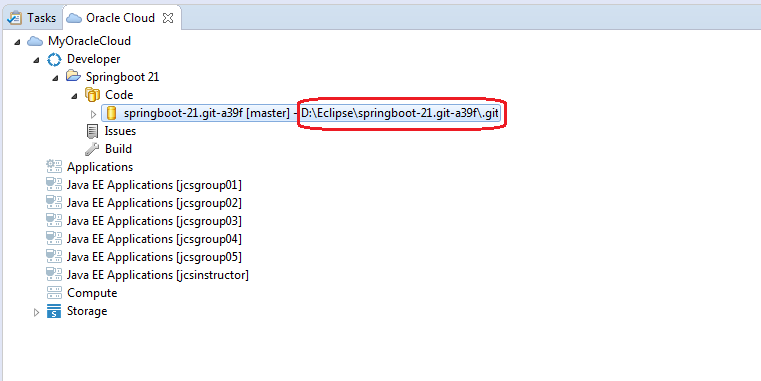 Tasks Oracle Cloud
MyOracleCloud
Developer
Springboot 21
Code
springboot-21.git-a39f [master] - D:\Eclipse\springboot-21.git-a39f\.git
Issues
Build
Applications
Java EE Applications [jcsgroup01]
Java EE Applications [jcsgroup02]
Java EE Applications [jcsgroup03]
Java EE Applications [jcsgroup04]
Java EE Applications [jcsgroup05]
Java EE Applications [jcsinstructor]
Compute
Storage